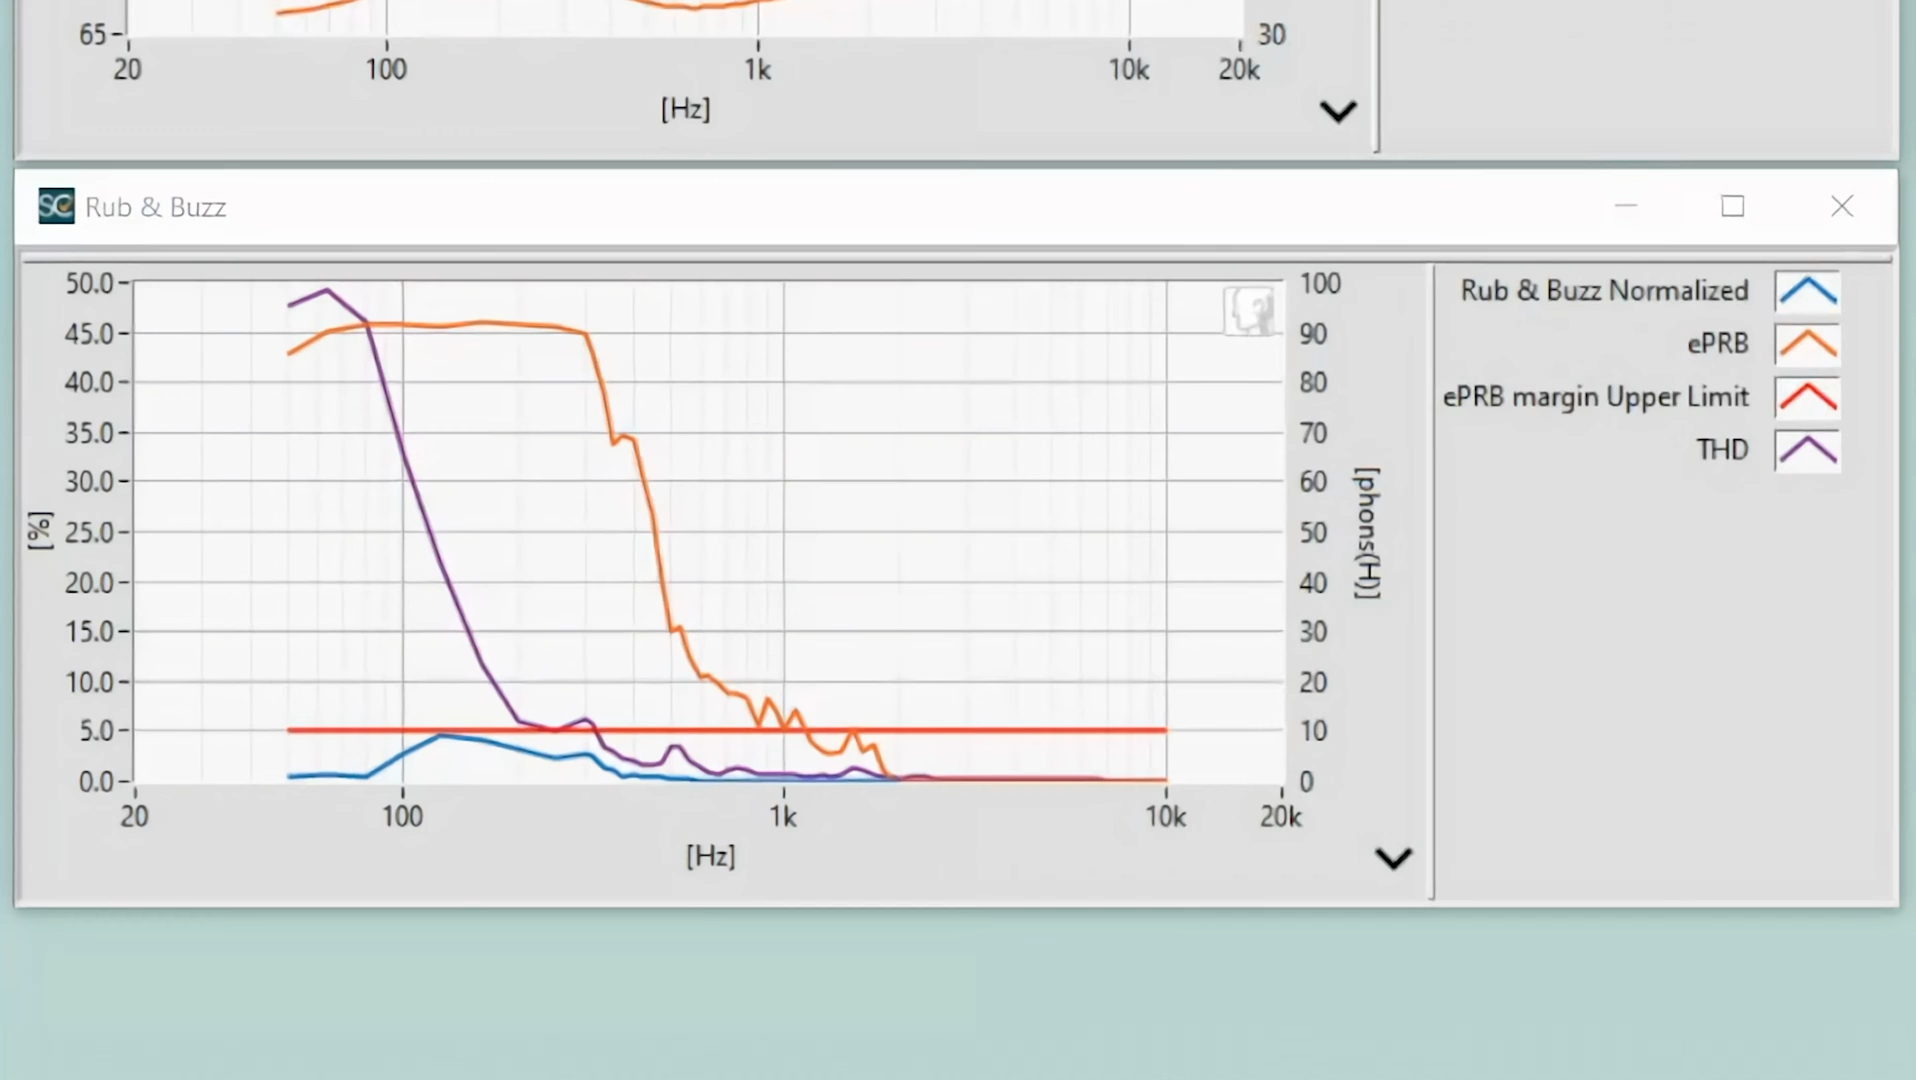 65 30
20 100 1k 10k 20k
[Hz]
SC Rub & Buzz
50.0 100
45.0 90
40.0 80
35.0 70
30.0 60
25.0 50
20.0 40
15.0 30
10.0 20
5.0 10
0.0 0
[%]
[phons(H)]
20 100 1k 10k 20k
[Hz]
Rub & Buzz Normalized
ePRB
ePRB margin Upper Limit
THD